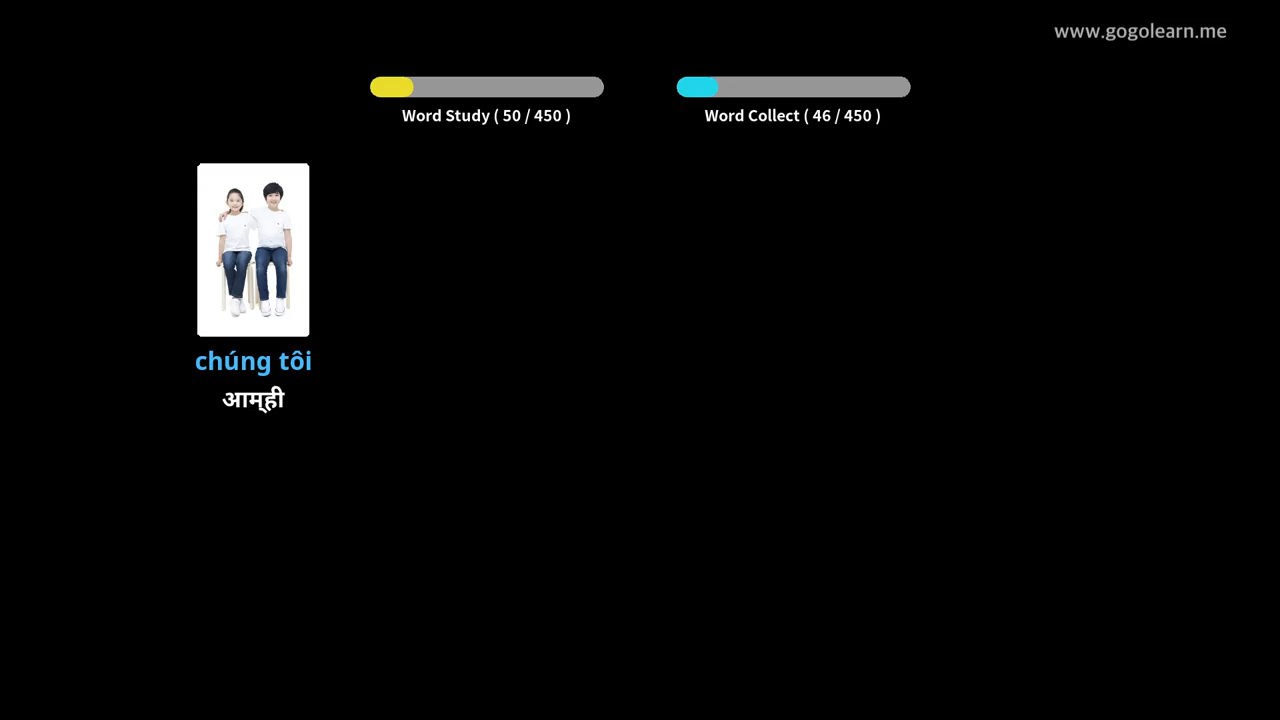 www.gogolearn.me
Word Study ( 50 / 450 )
Word Collect ( 46 / 450 )
chúng tôi
आम्ही